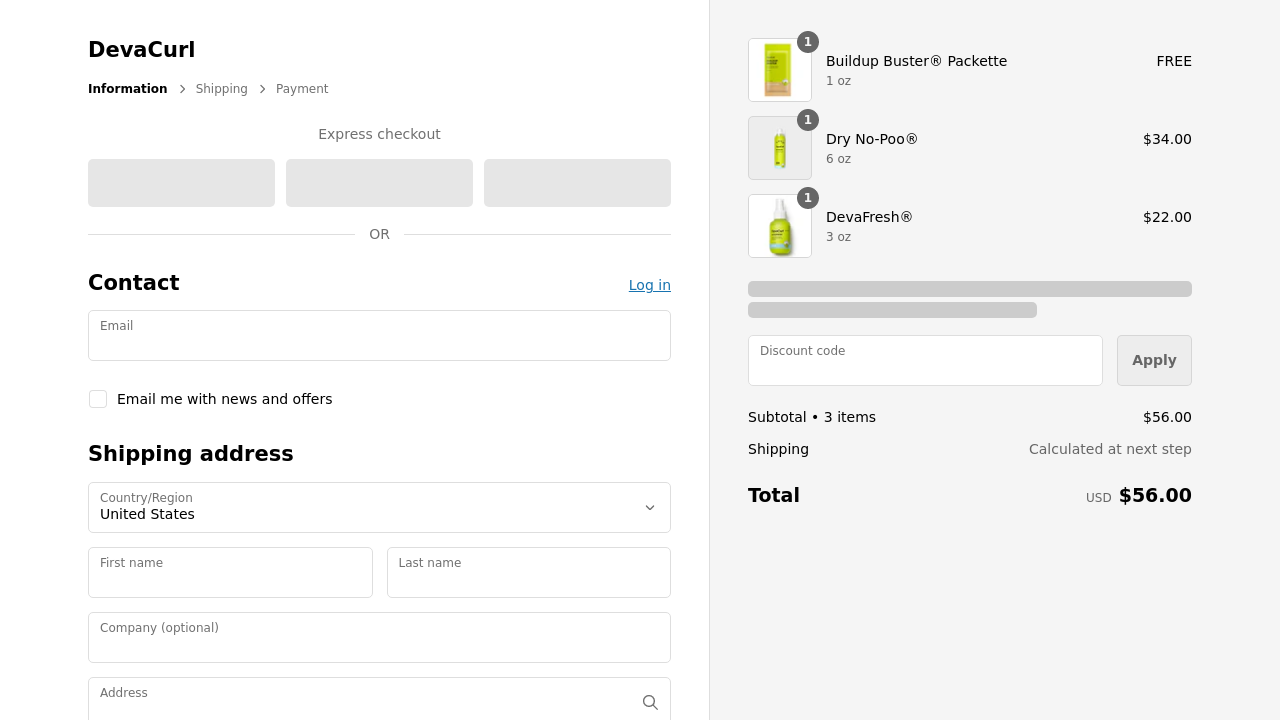 DevaCurl
Information
Shipping
Payment
Express checkout
OR
Contact
Log in
Email
Email me with news and offers
Shipping address
Country/Region
United States
First name
Last name
Company (optional)
Address
1
Buildup Buster® Packette
FREE
1 oz
1
Dry No-Poo®
$34.00
6 oz
1
DevaFresh®
$22.00
3 oz
Discount code
Apply
Subtotal • 3 items
$56.00
Shipping
Calculated at next step
Total
USD $56.00